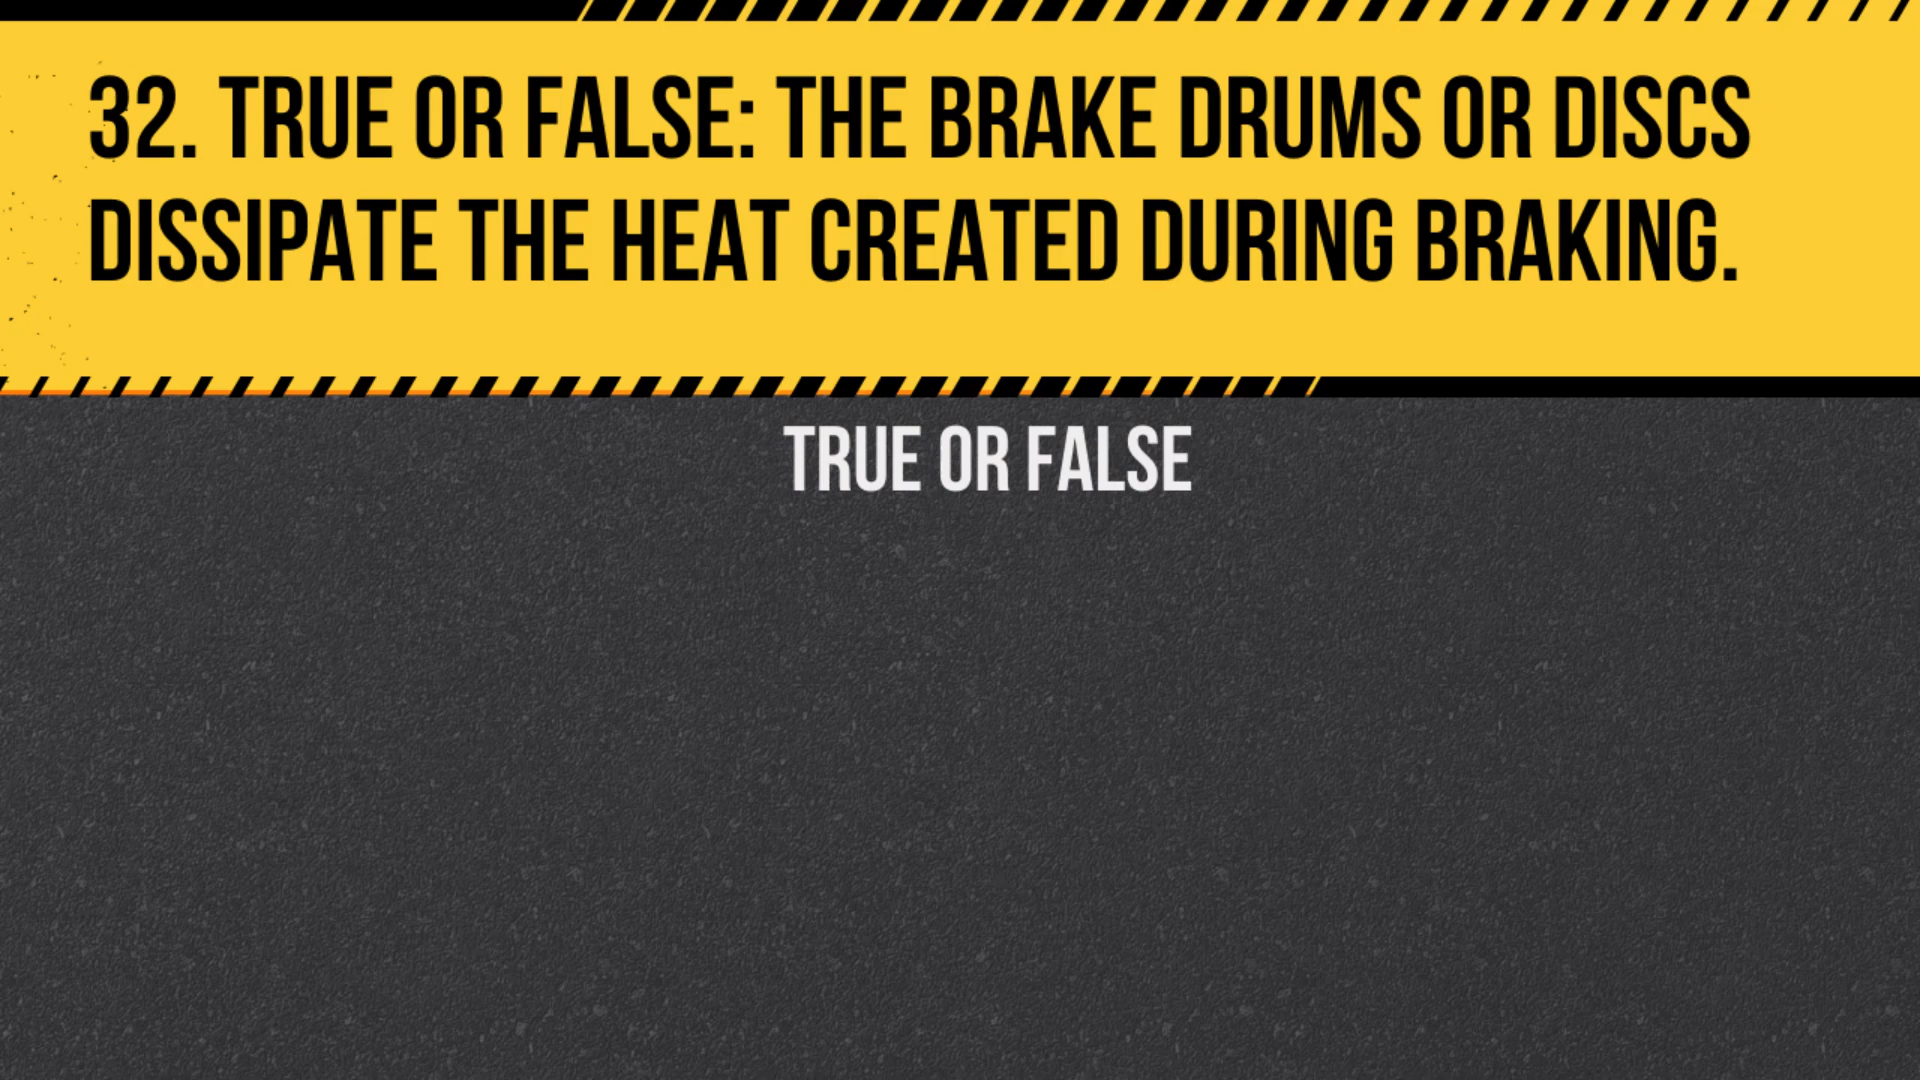 32. TRUE OR FALSE: THE BRAKE DRUMS OR DISCS
DISSIPATE THE HEAT CREATED DURING BRAKING.
TRUE OR FALSE